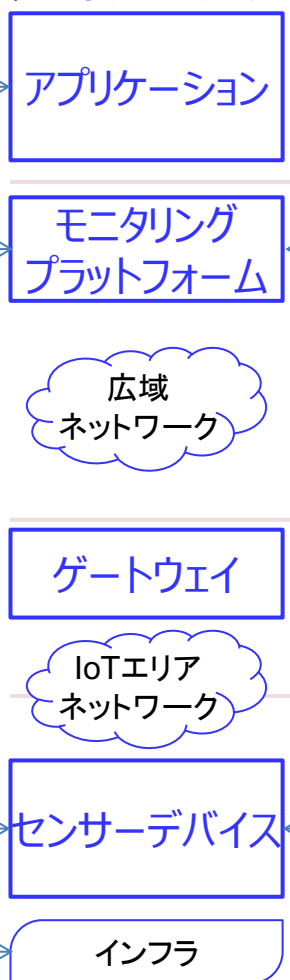 アプリケーション
モニタリング
プラットフォーム
広域
ネットワーク
ゲートウェイ
IoTエリア
ネットワーク
センサーデバイス
インフラ